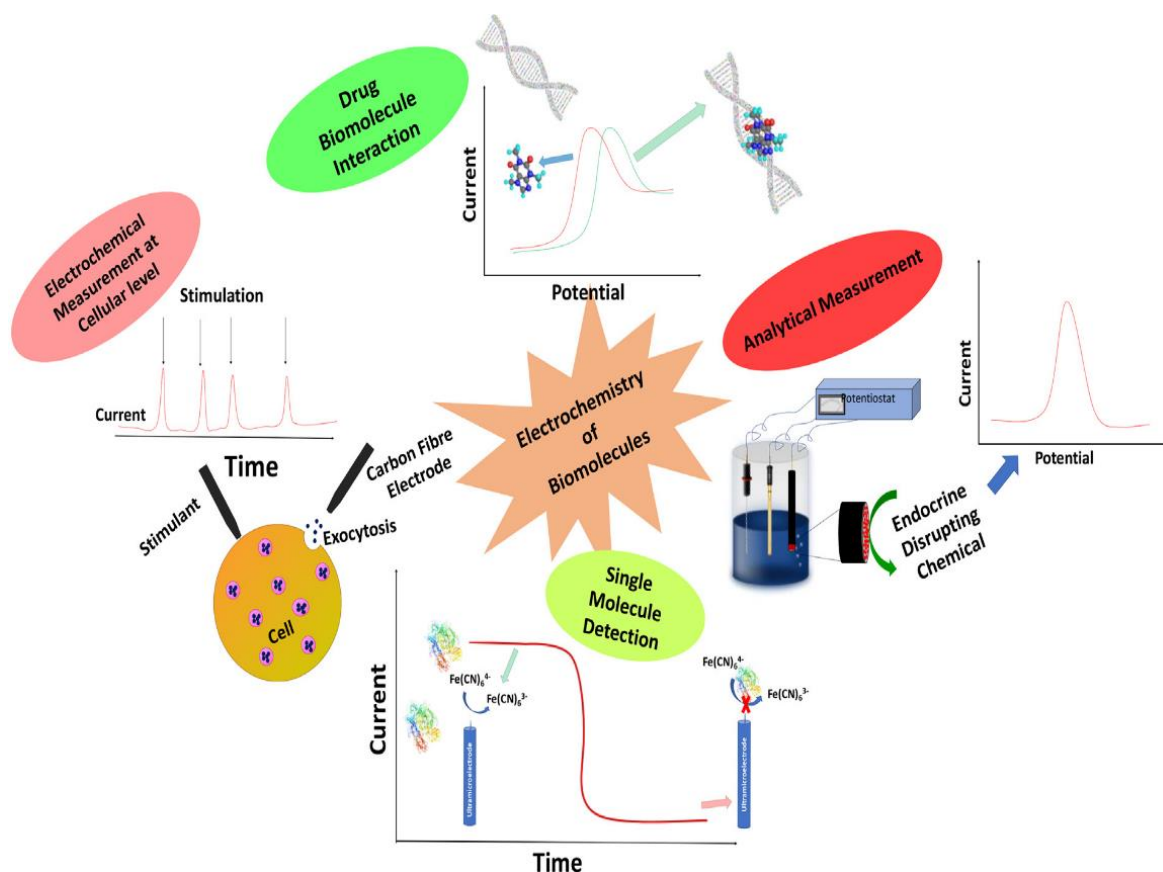 Drug
Biomolecule
Interaction
Current
Potential
Electrochemical
Measurement at
Cellular level
Stimulation
Current
Time
Stimulant
Carbon Fibre
Electrode
Exocytosis
Cell
Electrochemistry
of
Biomolecules
Analytical Measurement
Potentiostat
Endocrine
Disrupting
Chemical
Current
Potential
Single
Molecule
Detection
Current
Fe(CN)₆⁴⁻
Fe(CN)₆³⁻
Ultramicroelectrode
Fe(CN)₆⁴⁻
Fe(CN)₆³⁻
Ultramicroelectrode
Time